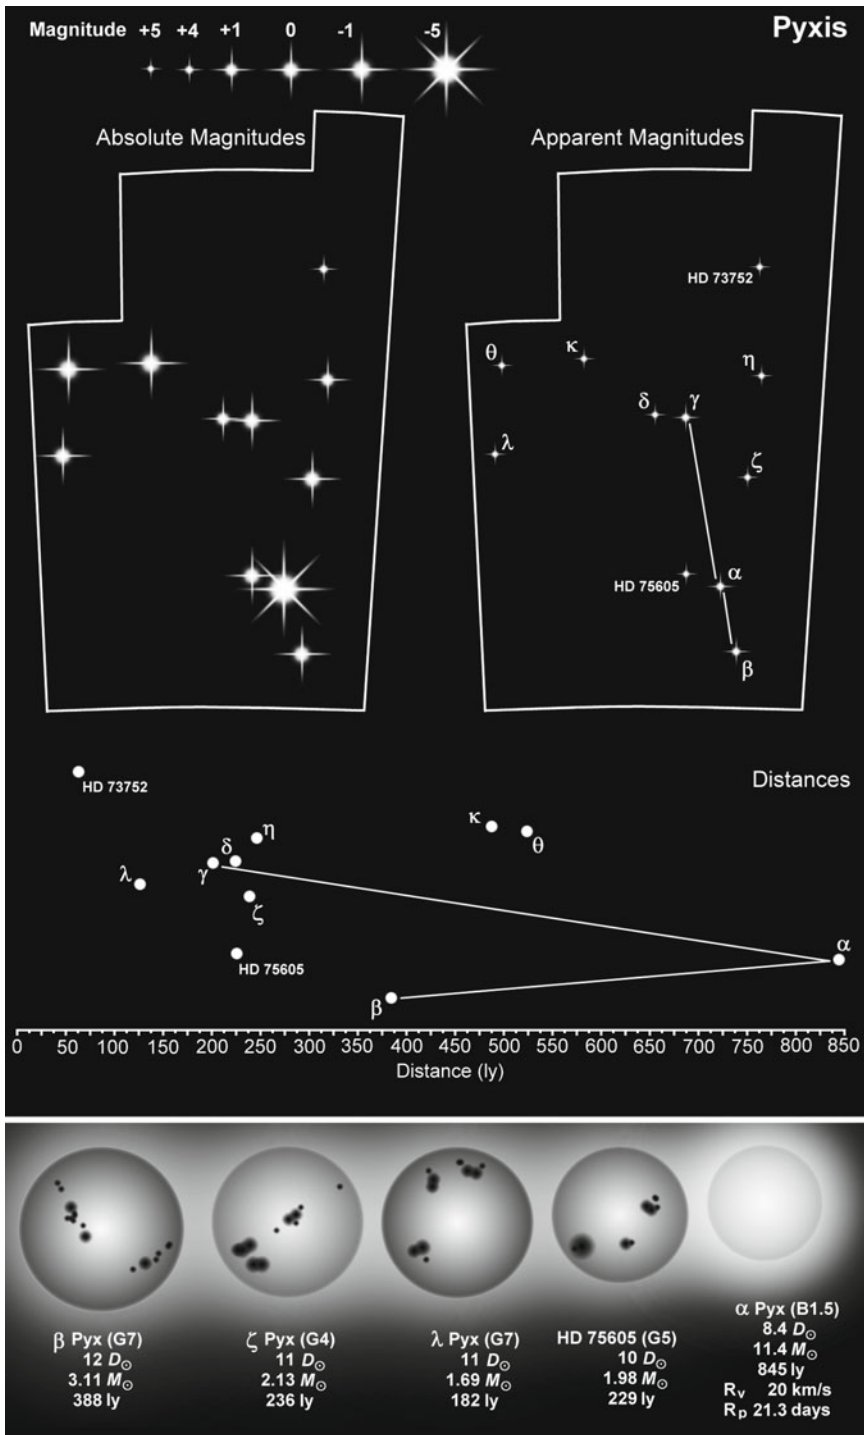 Magnitude +5 +4 +1 0 -1 -5
Pyxis
Absolute Magnitudes
Apparent Magnitudes
HD 73752
θ
κ
η
δ
γ
λ
ζ
HD 75605
α
β
Distances
HD 73752
κ
θ
η
δ
γ
λ
ζ
HD 75605
α
β
0 50 100 150 200 250 300 350 400 450 500 550 600 650 700 750 800 850
Distance (ly)
β Pyx (G7)
12 D☉
3.11 M☉
388 ly
ζ Pyx (G4)
11 D☉
2.13 M☉
236 ly
λ Pyx (G7)
11 D☉
1.69 M☉
182 ly
HD 75605 (G5)
10 D☉
1.98 M☉
229 ly
α Pyx (B1.5)
8.4 D☉
11.4 M☉
845 ly
Rv 20 km/s
Rp 21.3 days